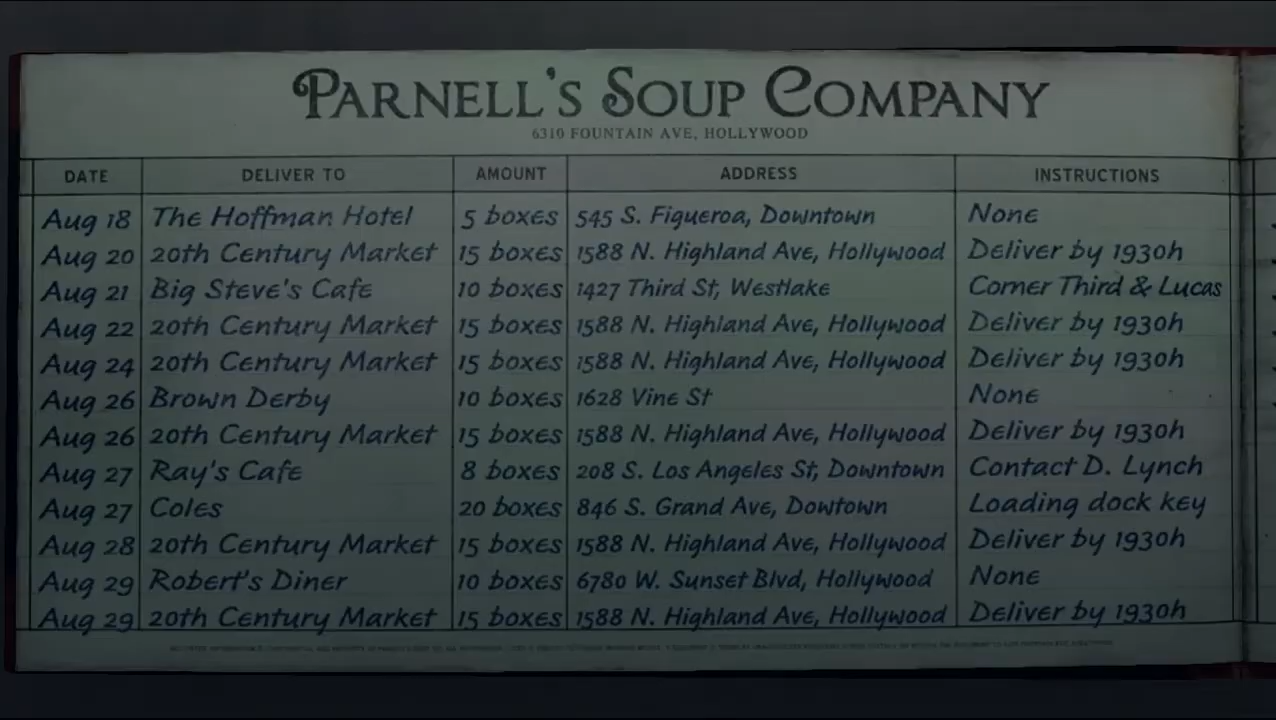 PARNELL'S SOUP COMPANY
6310 FOUNTAIN AVE, HOLLYWOOD
DATE DELIVER TO AMOUNT ADDRESS INSTRUCTIONS
Aug 18 The Hoffman Hotel 5 boxes 545 S. Figueroa, Downtown None
Aug 20 20th Century Market 15 boxes 1588 N. Highland Ave, Hollywood Deliver by 1930h
Aug 21 Big Steve's Cafe 10 boxes 1427 Third St, Westlake Corner Third & Lucas
Aug 22 20th Century Market 15 boxes 1588 N. Highland Ave, Hollywood Deliver by 1930h
Aug 24 20th Century Market 15 boxes 1588 N. Highland Ave, Hollywood Deliver by 1930h
Aug 26 Brown Derby 10 boxes 1628 Vine St None
Aug 26 20th Century Market 15 boxes 1588 N. Highland Ave, Hollywood Deliver by 1930h
Aug 27 Ray's Cafe 8 boxes 208 S. Los Angeles St, Downtown Contact D. Lynch
Aug 27 Coles 20 boxes 846 S. Grand Ave, Dowtown Loading dock key
Aug 28 20th Century Market 15 boxes 1588 N. Highland Ave, Hollywood Deliver by 1930h
Aug 29 Robert's Diner 10 boxes 6780 W. Sunset Blvd, Hollywood None
Aug 29 20th Century Market 15 boxes 1588 N. Highland Ave, Hollywood Deliver by 1930h